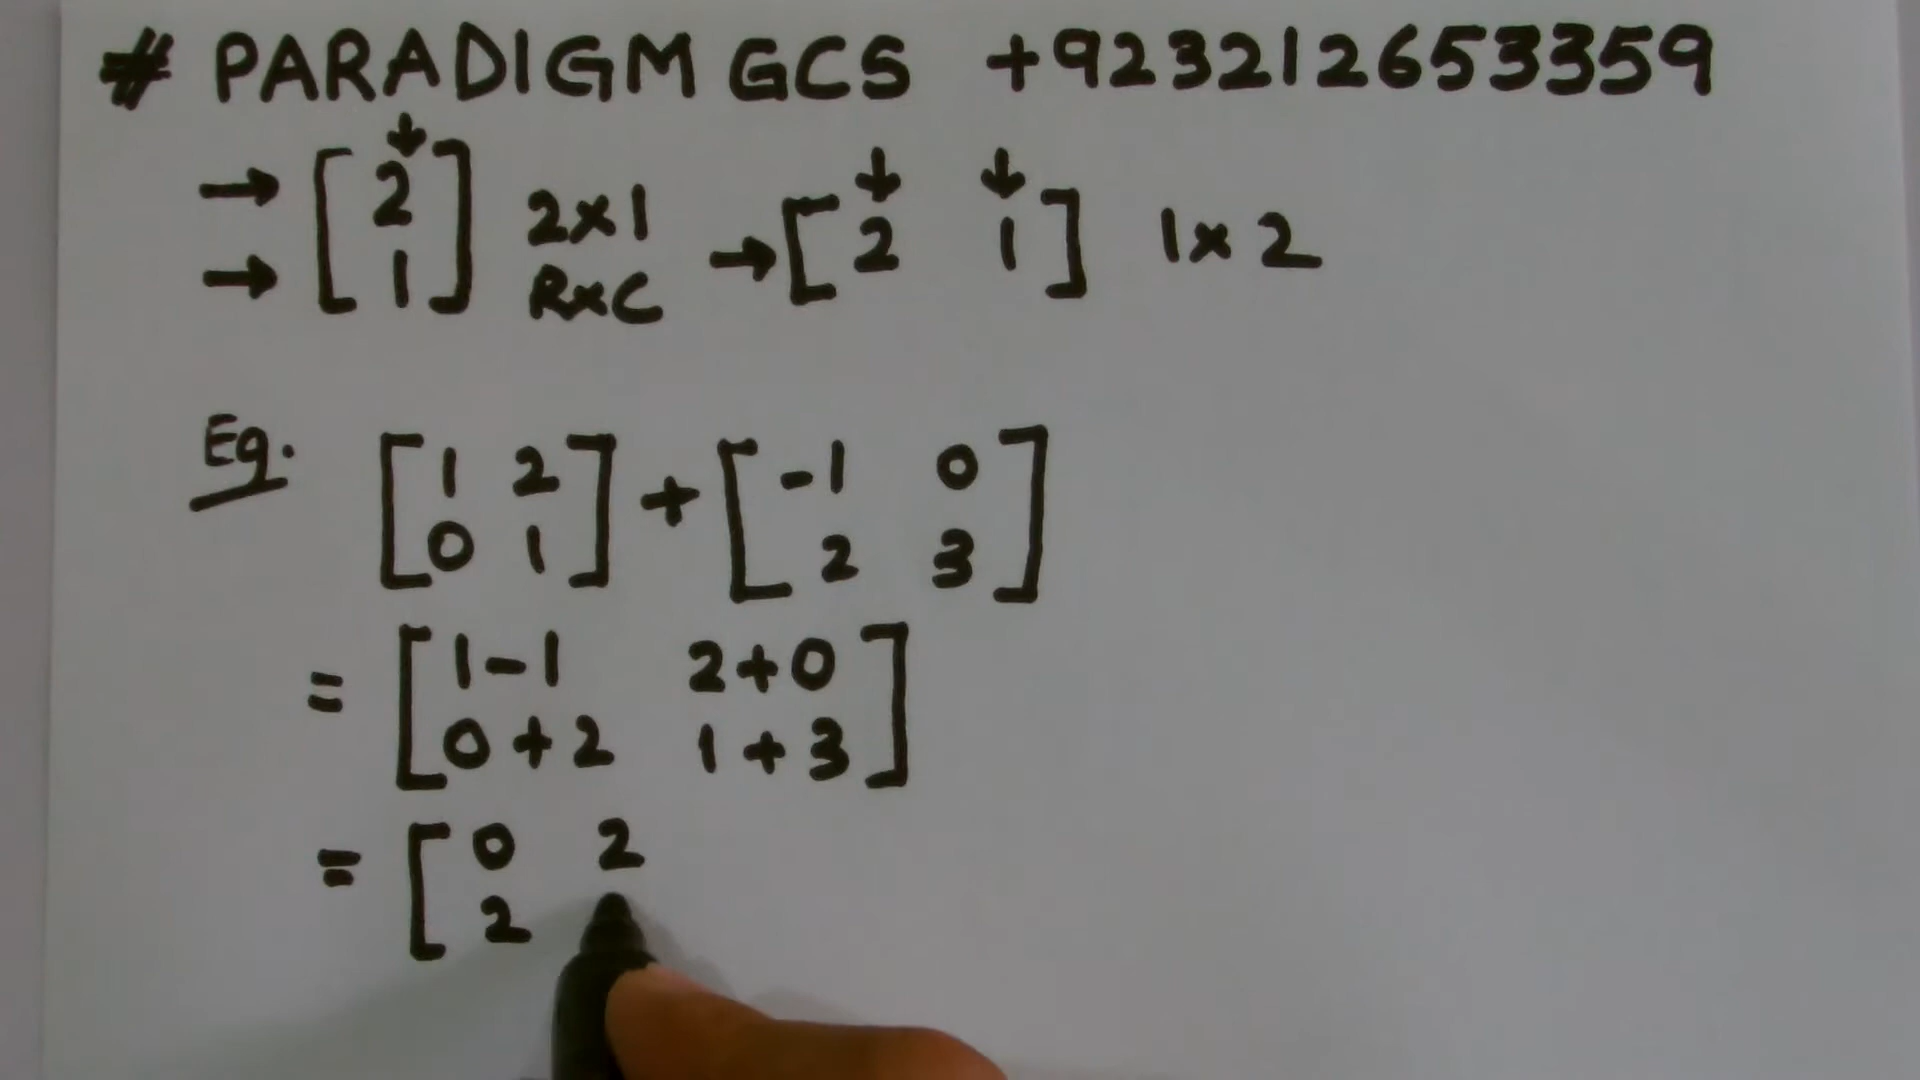 # PARADIGM GCS +923212653359
→ [2 1] 2x1 → [2 1] 1x2
→ RxC
Eg. [1 2] + [-1 0]
[0 1] [2 3]
= [1-1 2+0]
[0+2 1+3]
= [0 2
2